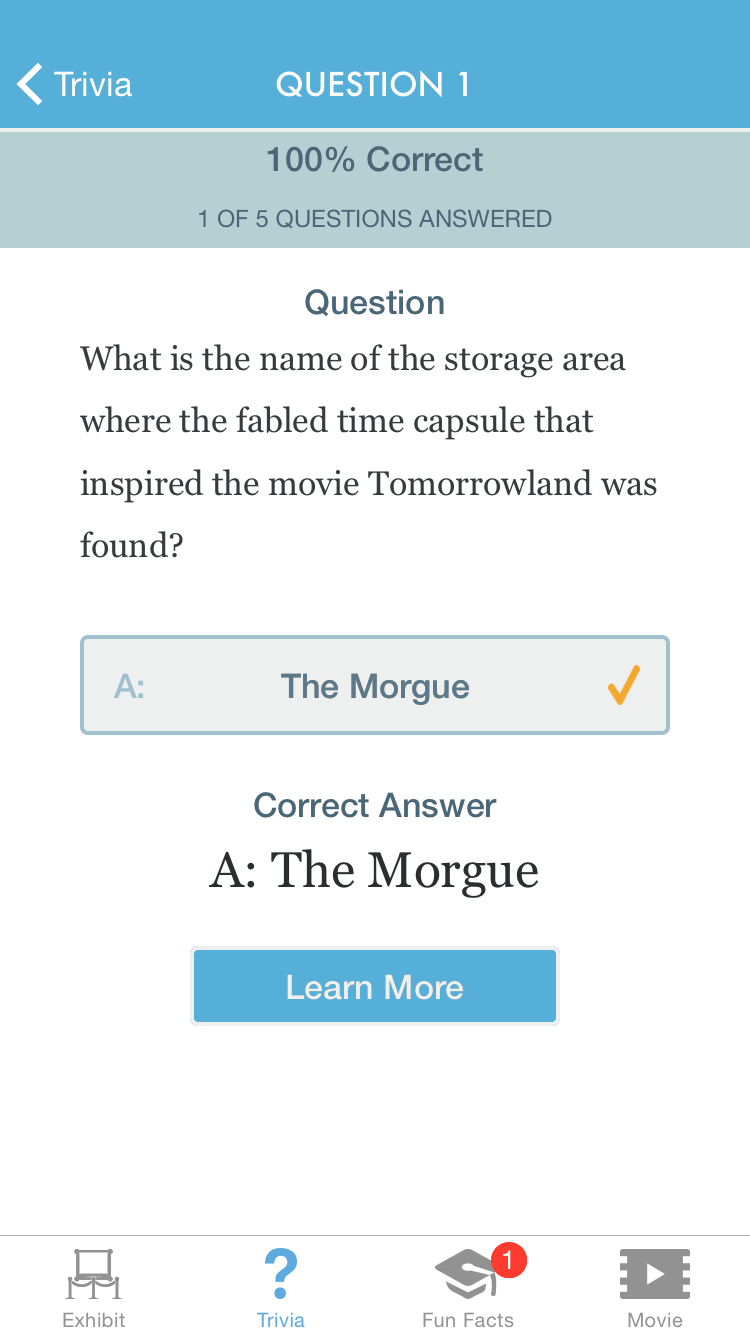 Trivia
QUESTION 1
100% Correct
1 OF 5 QUESTIONS ANSWERED
Question
What is the name of the storage area
where the fabled time capsule that
inspired the movie Tomorrowland was
found?
A: The Morgue
Correct Answer
A: The Morgue
Learn More
1
Exhibit
Trivia
Fun Facts
Movie